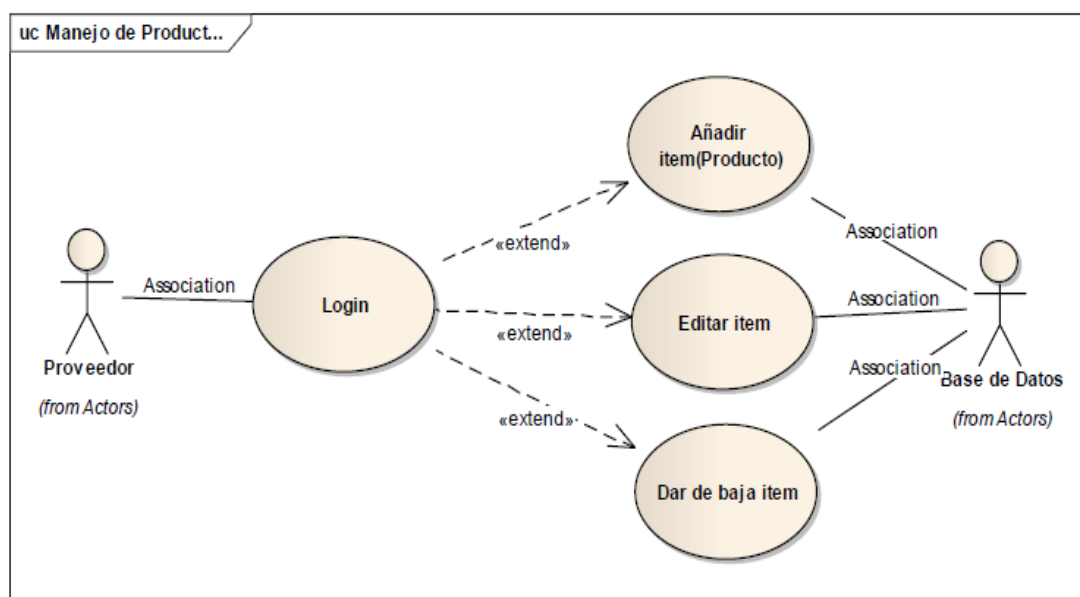 uc Manejo de Product...
Añadir
item(Producto)
Association
«extend»
Association
Login
Editar item
Association
«extend»
Proveedor
(from Actors)
Association
Base de Datos
(from Actors)
«extend»
Dar de baja item